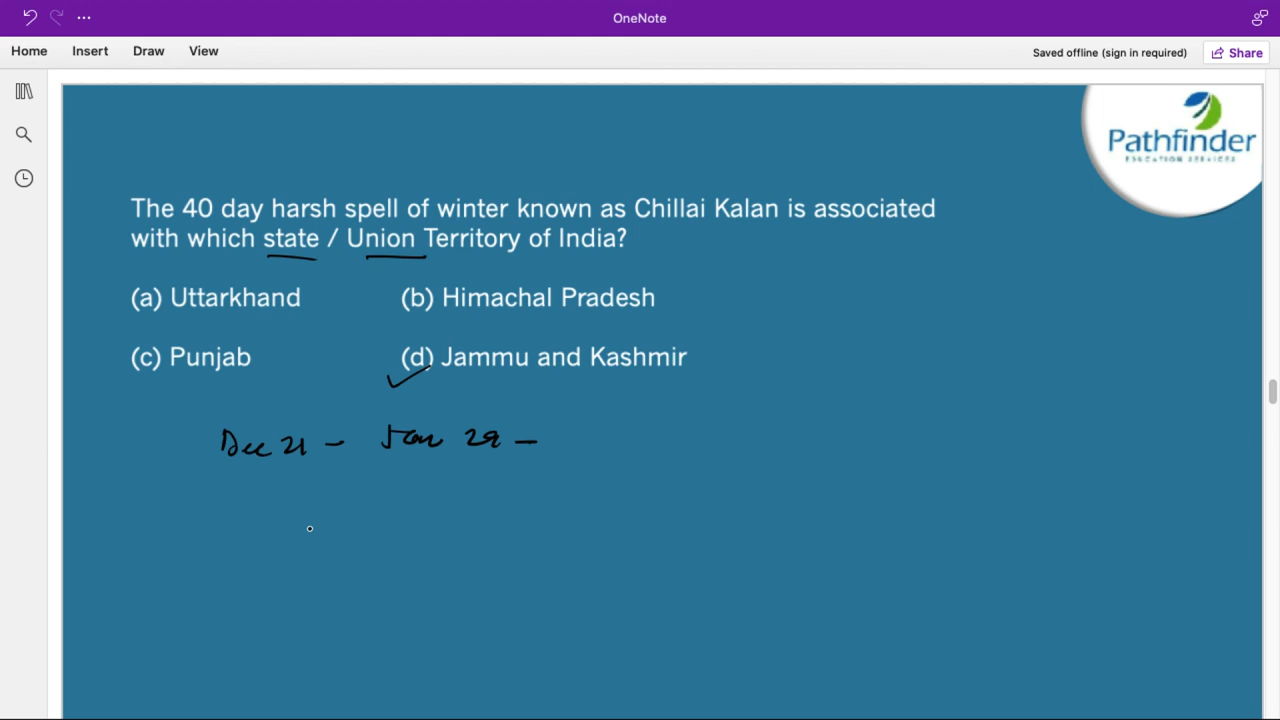 OneNote
Home Insert Draw View Saved offline (sign in required) Share
Pathfinder
EDUCATION SERVICES
The 40 day harsh spell of winter known as Chillai Kalan is associated
with which state / Union Territory of India?
(a) Uttarkhand (b) Himachal Pradesh
(c) Punjab (d) Jammu and Kashmir
Dec 21 - Jan 29 -